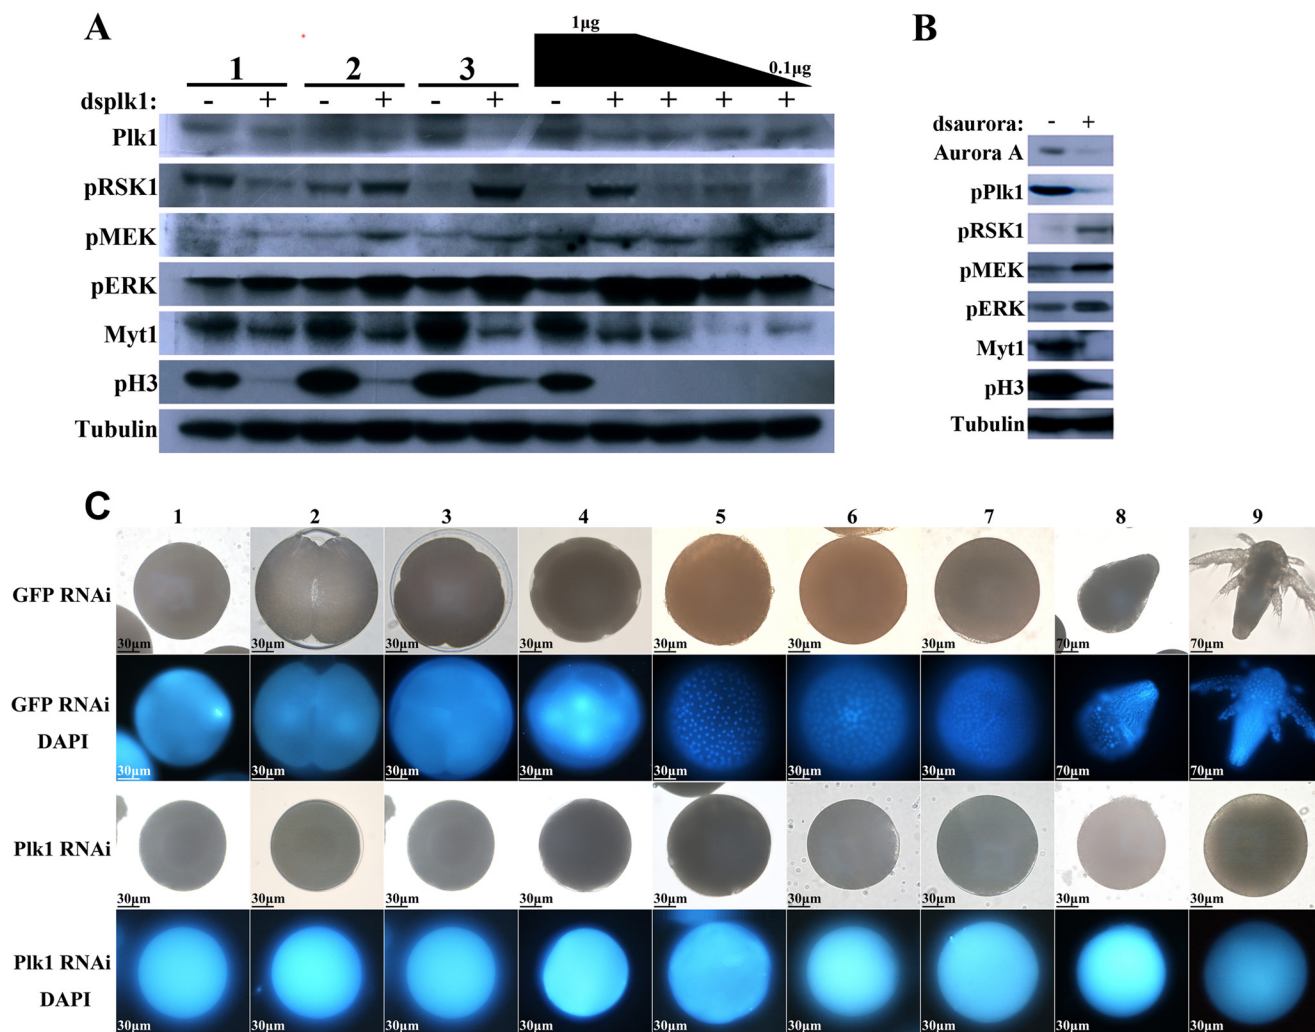 A
B
1µg
0.1µg
1 2 3
dsplk1: - + - + - + - + + + +
Plk1
pRSK1
pMEK
pERK
Myt1
pH3
Tubulin
dsaurora: - +
Aurora A
pPlk1
pRSK1
pMEK
pERK
Myt1
pH3
Tubulin
C
1 2 3 4 5 6 7 8 9
GFP RNAi
30µm 30µm 30µm 30µm 30µm 30µm 30µm 70µm 70µm
GFP RNAi
DAPI
30µm 30µm 30µm 30µm 30µm 30µm 30µm 70µm 70µm
Plk1 RNAi
30µm 30µm 30µm 30µm 30µm 30µm 30µm 30µm 30µm
Plk1 RNAi
DAPI
30µm 30µm 30µm 30µm 30µm 30µm 30µm 30µm 30µm